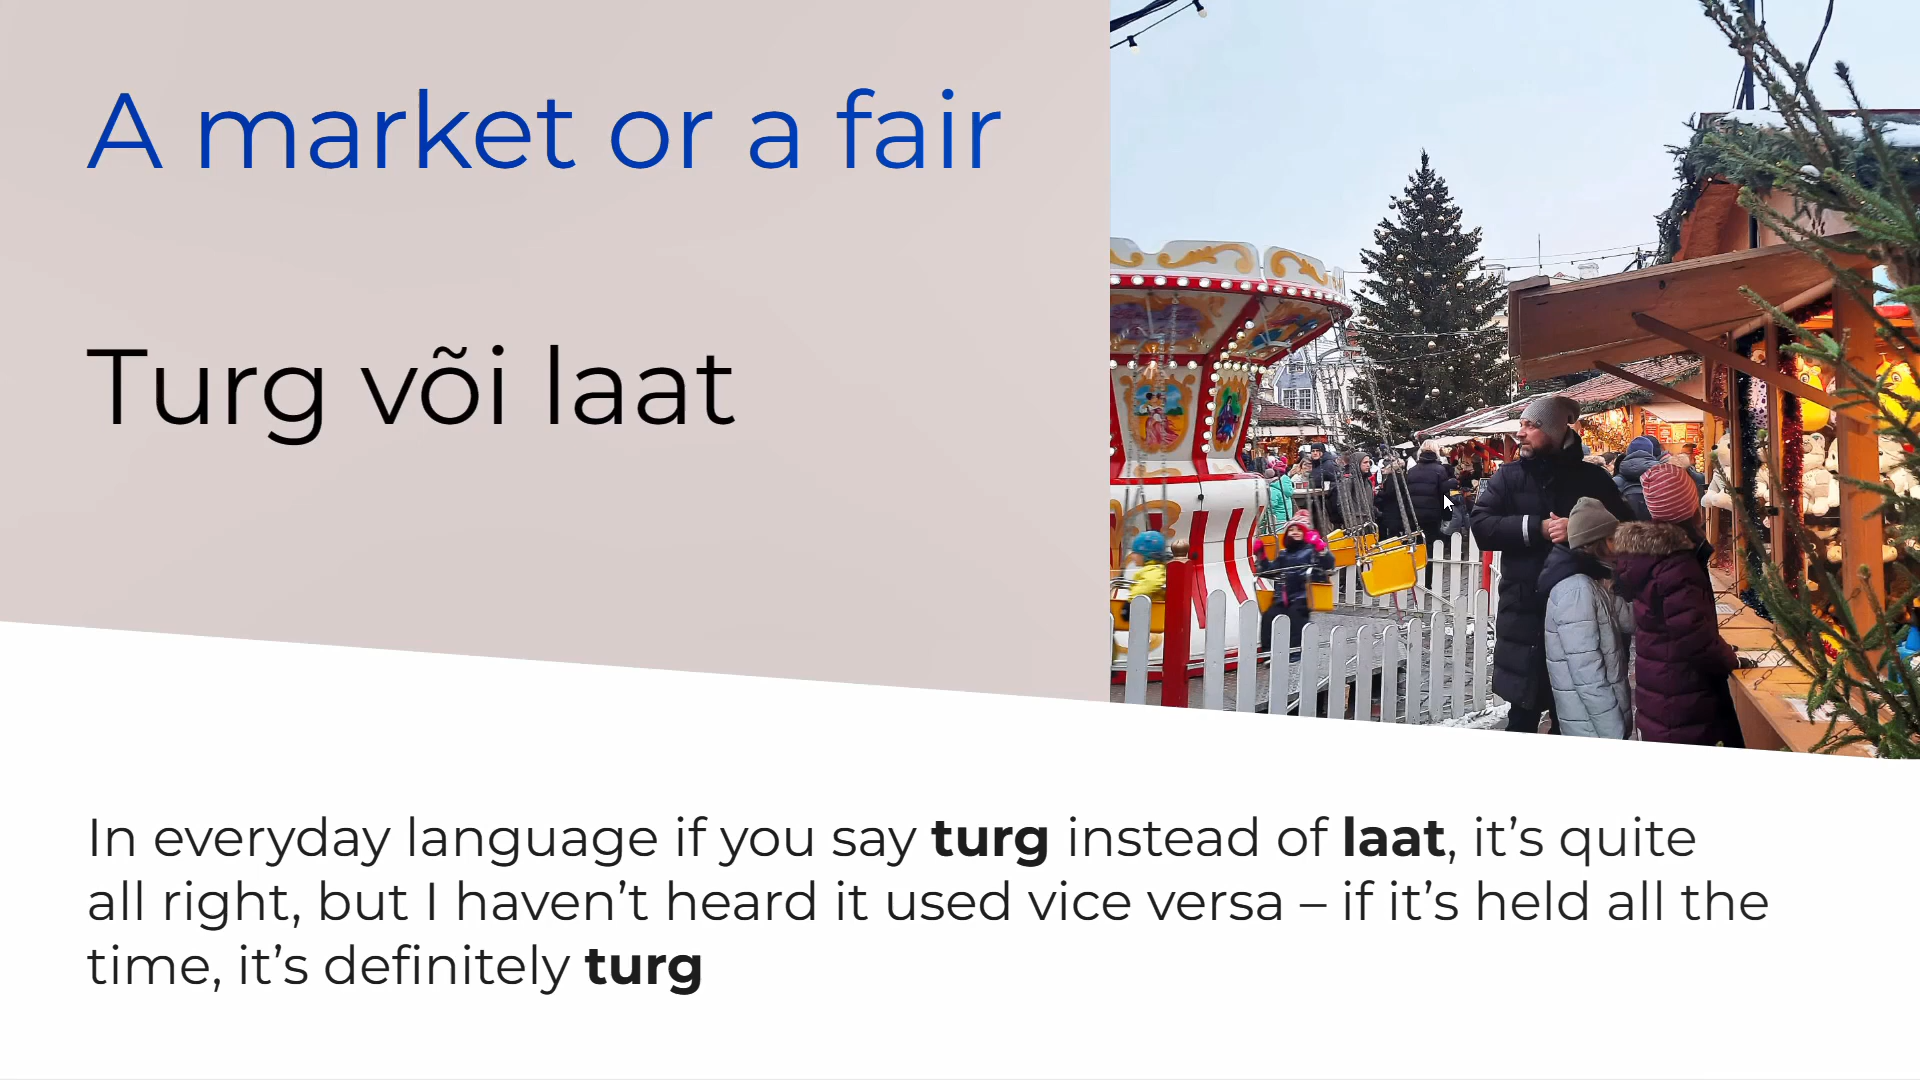 A market or a fair
Turg või laat
In everyday language if you say turg instead of laat, it’s quite
all right, but I haven’t heard it used vice versa – if it’s held all the
time, it’s definitely turg